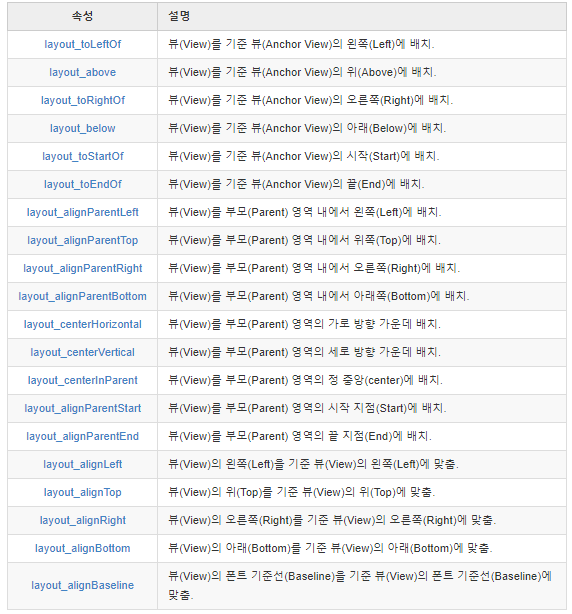 속성 설명
layout_toLeftOf 뷰(View)를 기준 뷰(Anchor View)의 왼쪽(Left)에 배치.
layout_above 뷰(View)를 기준 뷰(Anchor View)의 위(Above)에 배치.
layout_toRightOf 뷰(View)를 기준 뷰(Anchor View)의 오른쪽(Right)에 배치.
layout_below 뷰(View)를 기준 뷰(Anchor View)의 아래(Below)에 배치.
layout_toStartOf 뷰(View)를 기준 뷰(Anchor View)의 시작(Start)에 배치.
layout_toEndOf 뷰(View)를 기준 뷰(Anchor View)의 끝(End)에 배치.
layout_alignParentLeft 뷰(View)를 부모(Parent) 영역 내에서 왼쪽(Left)에 배치.
layout_alignParentTop 뷰(View)를 부모(Parent) 영역 내에서 위쪽(Top)에 배치.
layout_alignParentRight 뷰(View)를 부모(Parent) 영역 내에서 오른쪽(Right)에 배치.
layout_alignParentBottom 뷰(View)를 부모(Parent) 영역 내에서 아래쪽(Bottom)에 배치.
layout_centerHorizontal 뷰(View)를 부모(Parent) 영역의 가로 방향 가운데 배치.
layout_centerVertical 뷰(View)를 부모(Parent) 영역의 세로 방향 가운데 배치.
layout_centerInParent 뷰(View)를 부모(Parent) 영역의 정 중앙(center)에 배치.
layout_alignParentStart 뷰(View)를 부모(Parent) 영역의 시작 지점(Start)에 배치.
layout_alignParentEnd 뷰(View)를 부모(Parent) 영역의 끝 지점(End)에 배치.
layout_alignLeft 뷰(View)의 왼쪽(Left)을 기준 뷰(View)의 왼쪽(Left)에 맞춤.
layout_alignTop 뷰(View)의 위(Top)를 기준 뷰(View)의 위(Top)에 맞춤.
layout_alignRight 뷰(View)의 오른쪽(Right)를 기준 뷰(View)의 오른쪽(Right)에 맞춤.
layout_alignBottom 뷰(View)의 아래(Bottom)를 기준 뷰(View)의 아래(Bottom)에 맞춤.
layout_alignBaseline 뷰(View)의 폰트 기준선(Baseline)을 기준 뷰(View)의 폰트 기준선(Baseline)에
맞춤.